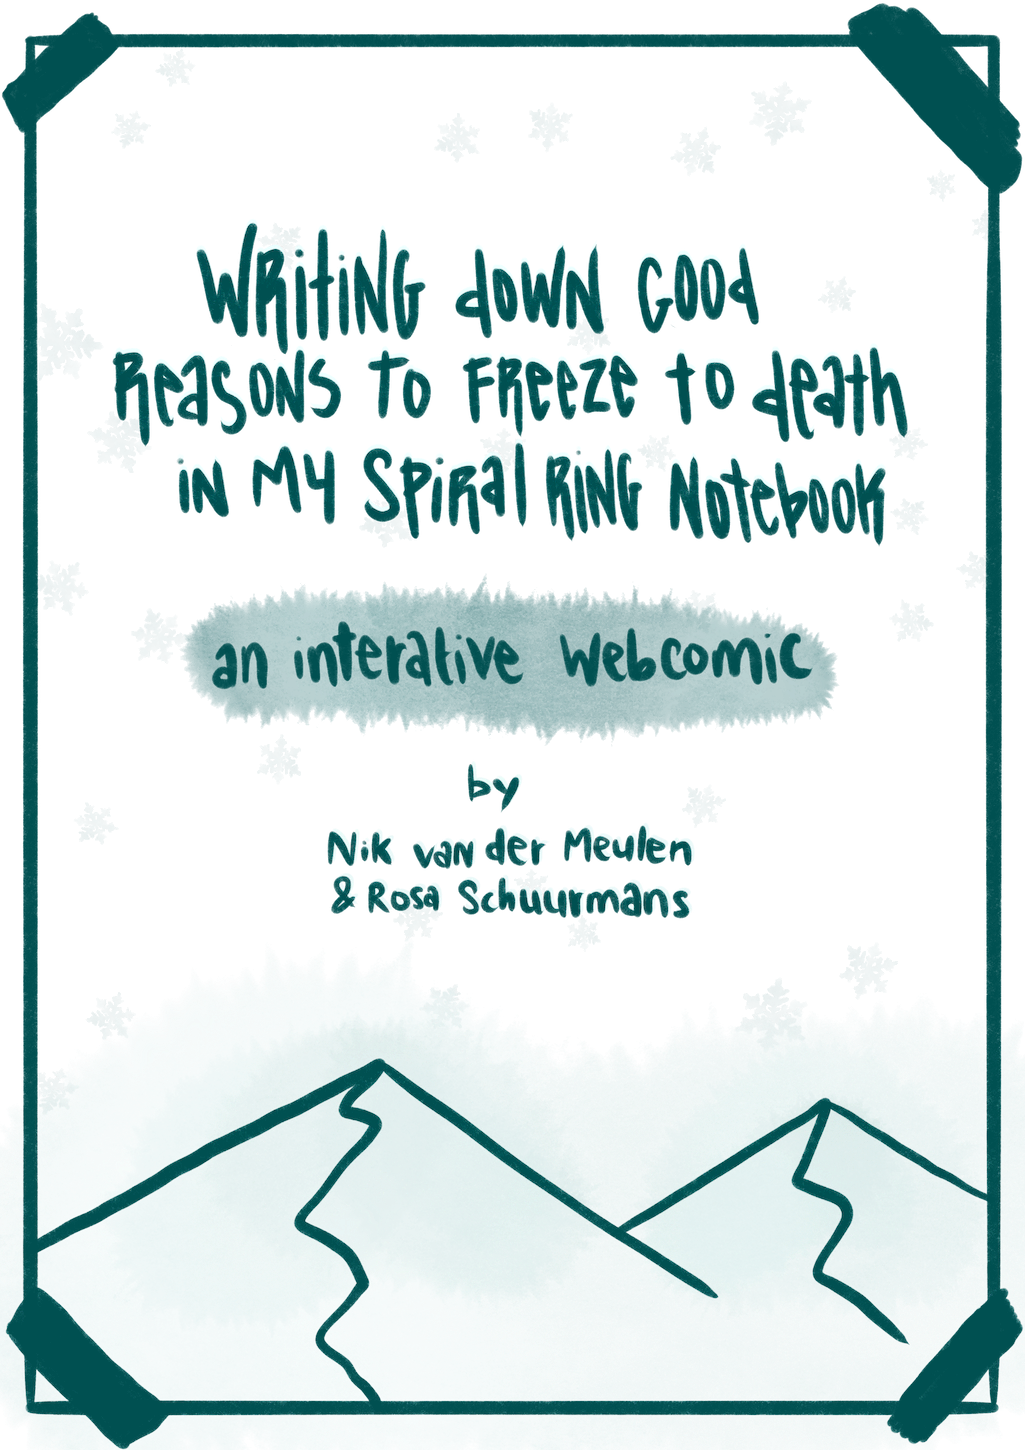 Writing down Good
Reasons to Freeze to death
in My Spiral Ring Notebook
an interative webcomic
by
Nik van der Meulen
& Rosa Schuurmans